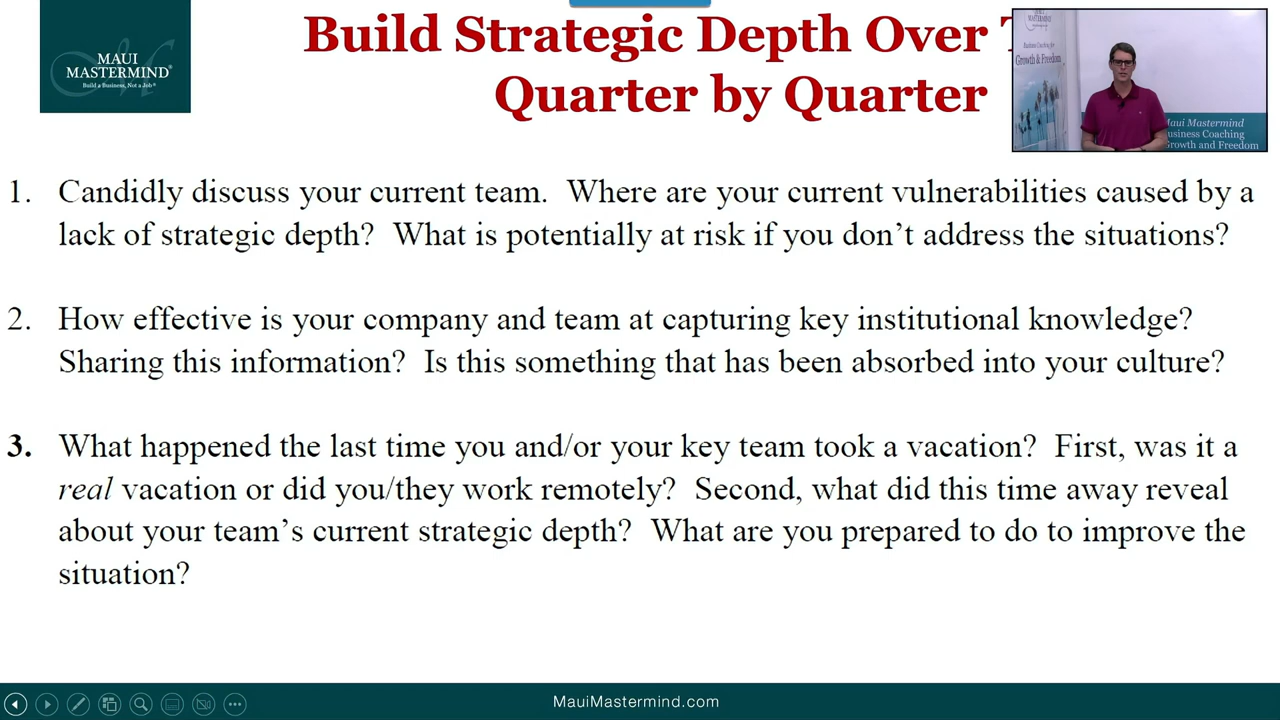 MAUI
MASTERMIND®
Build a Business, Not a Job®
Build Strategic Depth Over
Quarter by Quarter
MASTERMIND
Business Coaching for
Growth & Freedom
Maui Mastermind
usiness Coaching
Growth and Freedom
1. Candidly discuss your current team. Where are your current vulnerabilities caused by a
lack of strategic depth? What is potentially at risk if you don't address the situations?
2. How effective is your company and team at capturing key institutional knowledge?
Sharing this information? Is this something that has been absorbed into your culture?
3. What happened the last time you and/or your key team took a vacation? First, was it a
real vacation or did you/they work remotely? Second, what did this time away reveal
about your team's current strategic depth? What are you prepared to do to improve the
situation?
MauiMastermind.com